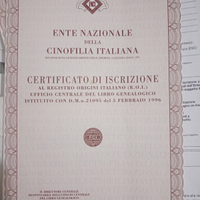 ENTE NAZIONALE
DELLA
CINOFILIA ITALIANA
CERTIFICATO DI ISCRIZIONE
AL REGISTRO ORIGINI ITALIANO (R.O.I.)
UFFICIO CENTRALE DEL LIBRO GENEALOGICO
ISTITUITO CON D.M. n. 21095 del 5 FEBBRAIO 1996
IL DIRETTORE GENERALE